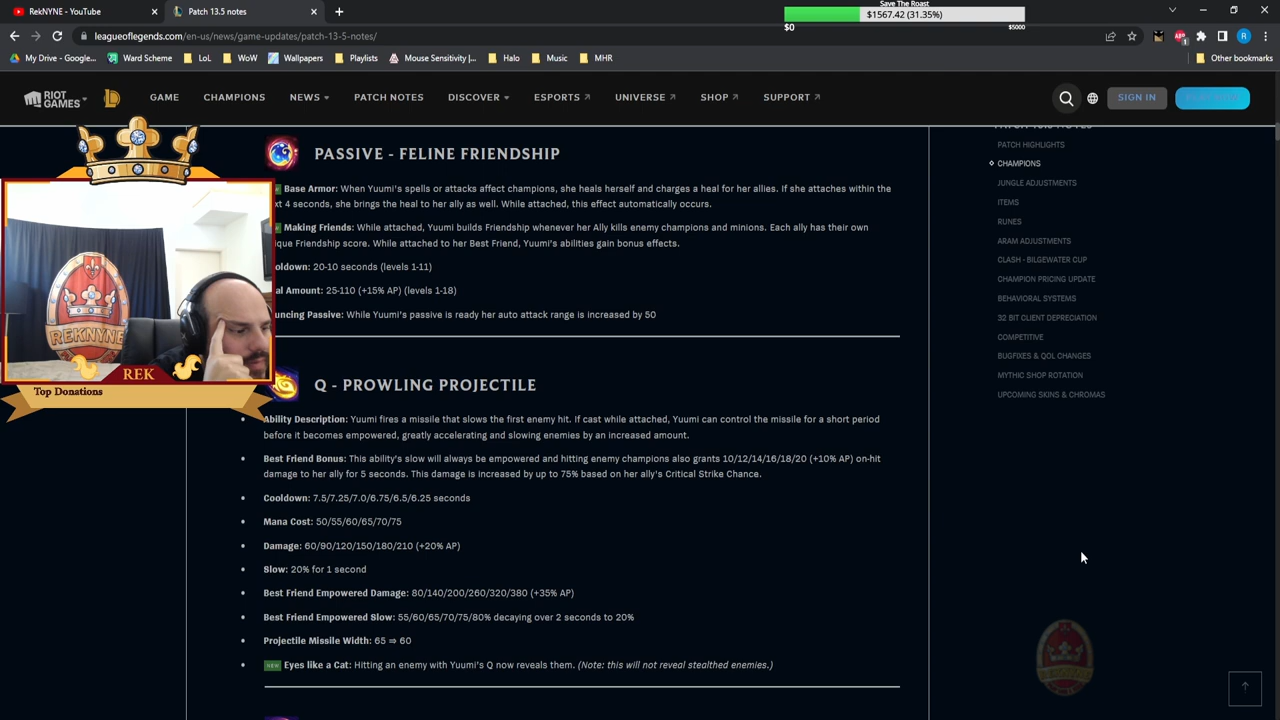 RekNYNE - YouTube
Patch 13.5 notes
Save The Roast
$1567.42 (31.35%)
$0
$5000
leagueoflegends.com/en-us/news/game-updates/patch-13-5-notes/
My Drive - Google...
Ward Scheme
LoL
WoW
Wallpapers
Playlists
Mouse Sensitivity |...
Halo
Music
MHR
Other bookmarks
RIOT GAMES
GAME
CHAMPIONS
NEWS
PATCH NOTES
DISCOVER
ESPORTS
UNIVERSE
SHOP
SUPPORT
SIGN IN
PASSIVE - FELINE FRIENDSHIP
Base Armor: When Yuumi's spells or attacks affect champions, she heals herself and charges a heal for her allies. If she attaches within the
xt 4 seconds, she brings the heal to her ally as well. While attached, this effect automatically occurs.
Making Friends: While attached, Yuumi builds Friendship whenever her Ally kills enemy champions and minions. Each ally has their own
ique Friendship score. While attached to her Best Friend, Yuumi's abilities gain bonus effects.
oldown: 20-10 seconds (levels 1-11)
al Amount: 25-110 (+15% AP) (levels 1-18)
uncing Passive: While Yuumi's passive is ready her auto attack range is increased by 50
REKNYNE
REK
Top Donations
Q - PROWLING PROJECTILE
Ability Description: Yuumi fires a missile that slows the first enemy hit. If cast while attached, Yuumi can control the missile for a short period
before it becomes empowered, greatly accelerating and slowing enemies by an increased amount.
Best Friend Bonus: This ability's slow will always be empowered and hitting enemy champions also grants 10/12/14/16/18/20 (+10% AP) on-hit
damage to her ally for 5 seconds. This damage is increased by up to 75% based on her ally's Critical Strike Chance.
Cooldown: 7.5/7.25/7.0/6.75/6.5/6.25 seconds
Mana Cost: 50/55/60/65/70/75
Damage: 60/90/120/150/180/210 (+20% AP)
Slow: 20% for 1 second
Best Friend Empowered Damage: 80/140/200/260/320/380 (+35% AP)
Best Friend Empowered Slow: 55/60/65/70/75/80% decaying over 2 seconds to 20%
Projectile Missile Width: 65 ⇒ 60
NEW Eyes like a Cat: Hitting an enemy with Yuumi's Q now reveals them. (Note: this will not reveal stealthed enemies.)
PATCH 13.5 NOTES
PATCH HIGHLIGHTS
CHAMPIONS
JUNGLE ADJUSTMENTS
ITEMS
RUNES
ARAM ADJUSTMENTS
CLASH - BILGEWATER CUP
CHAMPION PRICING UPDATE
BEHAVIORAL SYSTEMS
32 BIT CLIENT DEPRECIATION
COMPETITIVE
BUGFIXES & QOL CHANGES
MYTHIC SHOP ROTATION
UPCOMING SKINS & CHROMAS